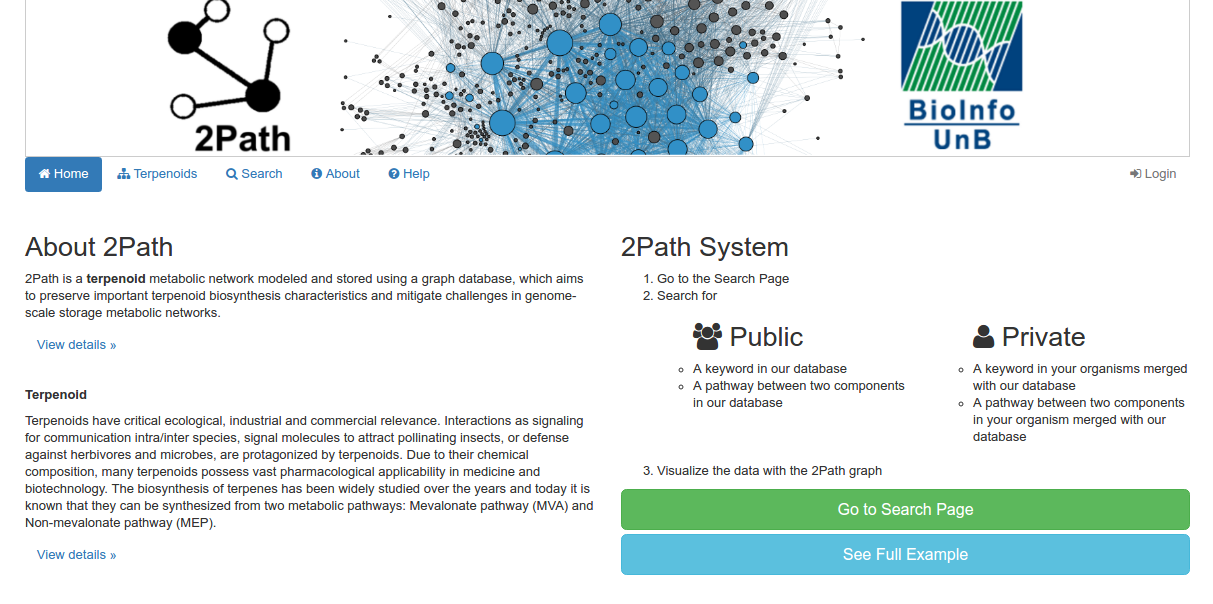 2Path
BioInfo
UnB
Home
Terpenoids
Search
About
Help
Login
About 2Path
2Path is a terpenoid metabolic network modeled and stored using a graph database, which aims
to preserve important terpenoid biosynthesis characteristics and mitigate challenges in genome-
scale storage metabolic networks.
View details »
Terpenoid
Terpenoids have critical ecological, industrial and commercial relevance. Interactions as signaling
for communication intra/inter species, signal molecules to attract pollinating insects, or defense
against herbivores and microbes, are protagonized by terpenoids. Due to their chemical
composition, many terpenoids possess vast pharmacological applicability in medicine and
biotechnology. The biosynthesis of terpenes has been widely studied over the years and today it is
known that they can be synthesized from two metabolic pathways: Mevalonate pathway (MVA) and
Non-mevalonate pathway (MEP).
View details »
2Path System
1. Go to the Search Page
2. Search for
Public
A keyword in our database
A pathway between two components
in our database
Private
A keyword in your organisms merged
with our database
A pathway between two components
in your organism merged with our
database
3. Visualize the data with the 2Path graph
Go to Search Page
See Full Example